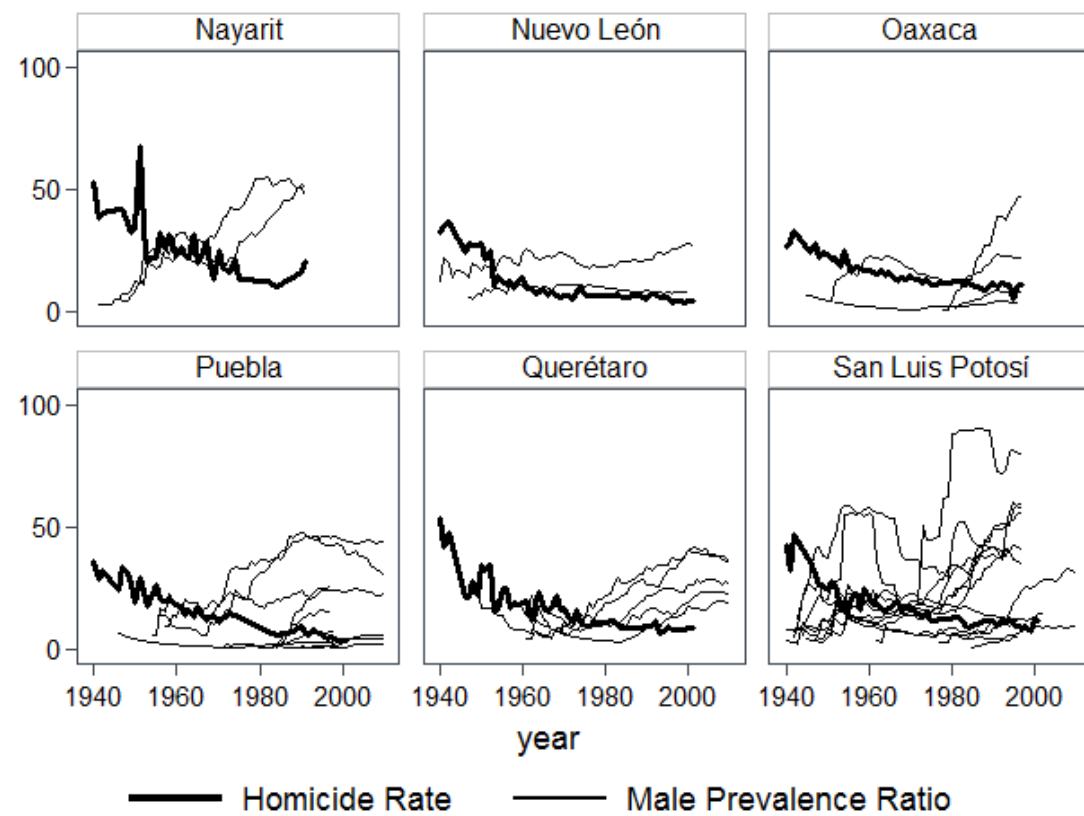 Nayarit Nuevo León Oaxaca
100
50
0
Puebla Querétaro San Luis Potosí
100
50
0
1940 1960 1980 2000 1940 1960 1980 2000 1940 1960 1980 2000
year
Homicide Rate Male Prevalence Ratio